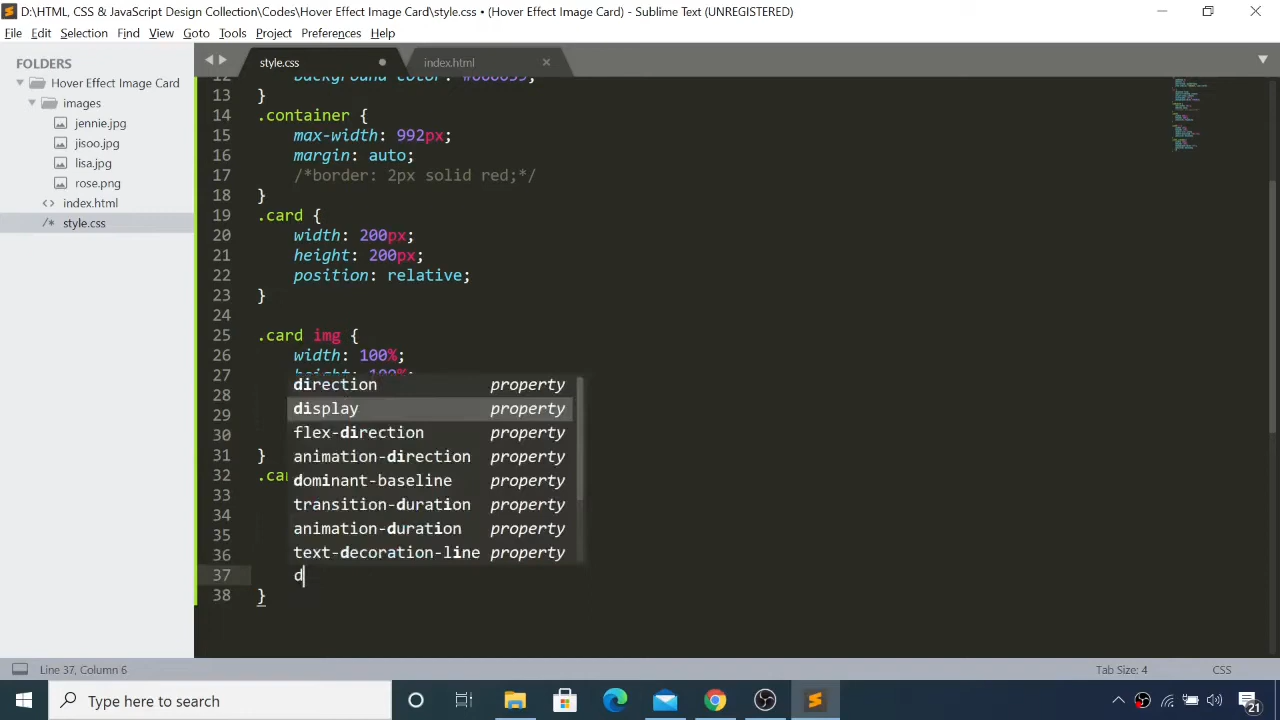 D:\HTML, CSS & JavaScript Design Collection\Codes\Hover Effect Image Card\style.css • (Hover Effect Image Card) - Sublime Text (UNREGISTERED)
File Edit Selection Find View Goto Tools Project Preferences Help
FOLDERS
Hover Effect Image Card
images
jennie.jpg
jisoo.jpg
lisa.jpg
rose.png
index.html
style.css
style.css index.html
13 }
14 .container {
15 max-width: 992px;
16 margin: auto;
17 /*border: 2px solid red;*/
18 }
19 .card {
20 width: 200px;
21 height: 200px;
22 position: relative;
23 }
24
25 .card img {
26 width: 100%;
27 height: 100%;
28
29
30
31 }
32 .car
33
34
35
36
37 d
38 }
direction property
display property
flex-direction property
animation-direction property
dominant-baseline property
transition-duration property
animation-duration property
text-decoration-line property
Line 37, Column 6
Tab Size: 4
CSS
Type here to search
21